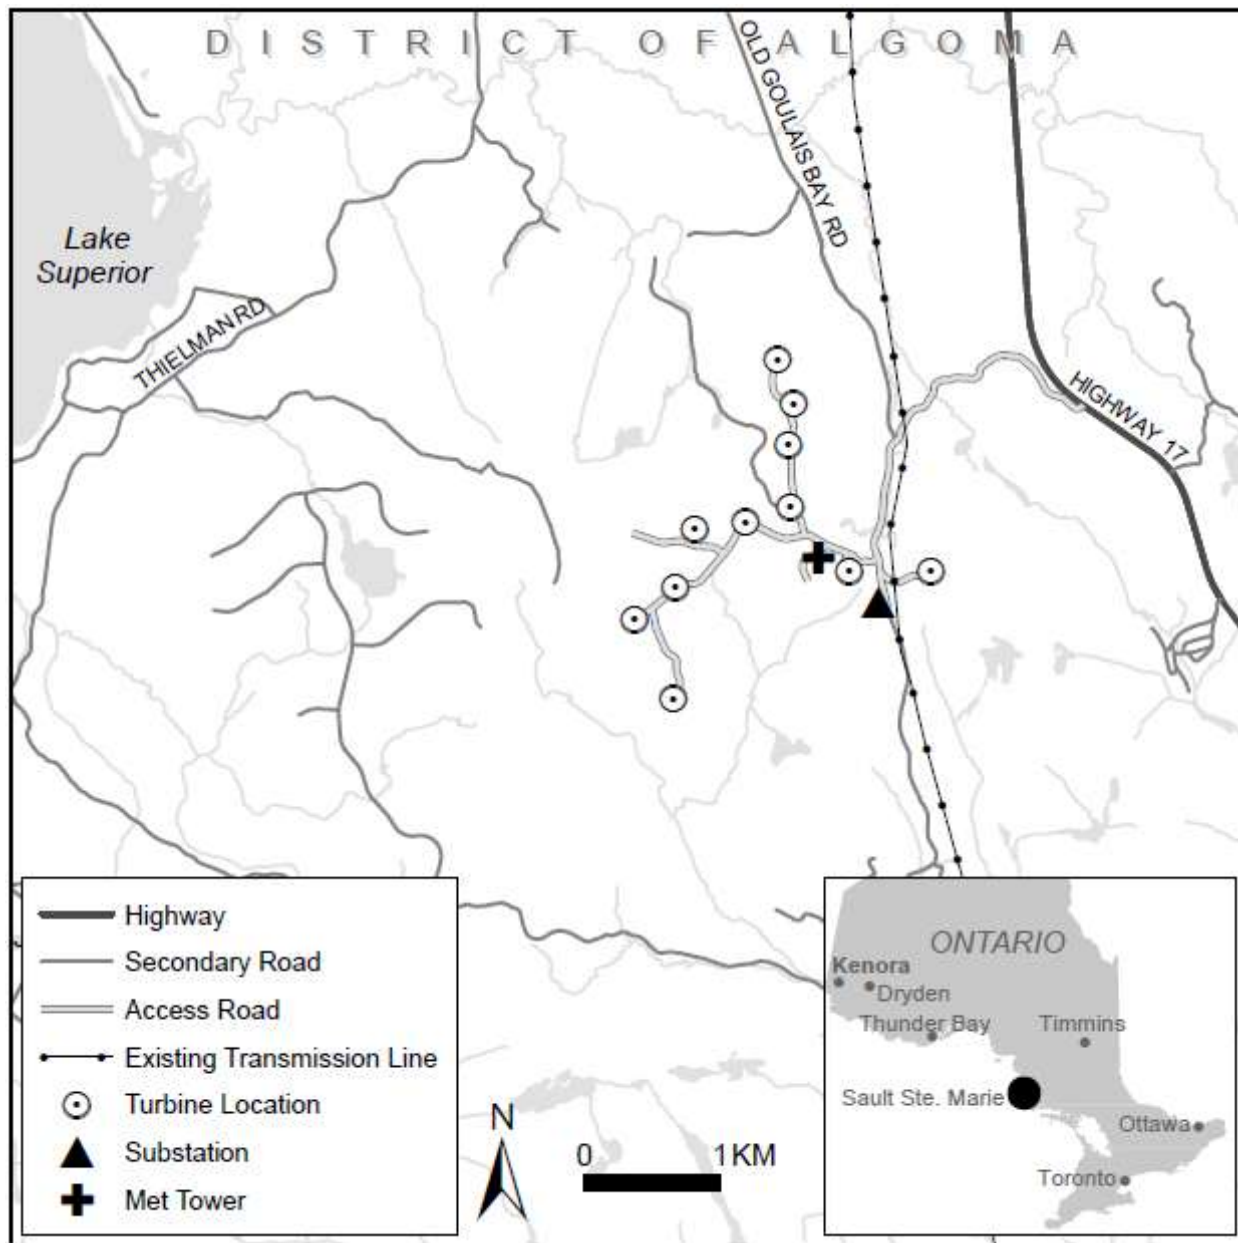 DISTRICT OF ALGOMA
OLD GOULAIS BAY RD
Lake
Superior
THIELMAN RD
HIGHWAY 17
Highway
Secondary Road
Access Road
Existing Transmission Line
Turbine Location
Substation
Met Tower
N
0 1KM
ONTARIO
Kenora
Dryden
Thunder Bay
Timmins
Sault Ste. Marie
Ottawa
Toronto